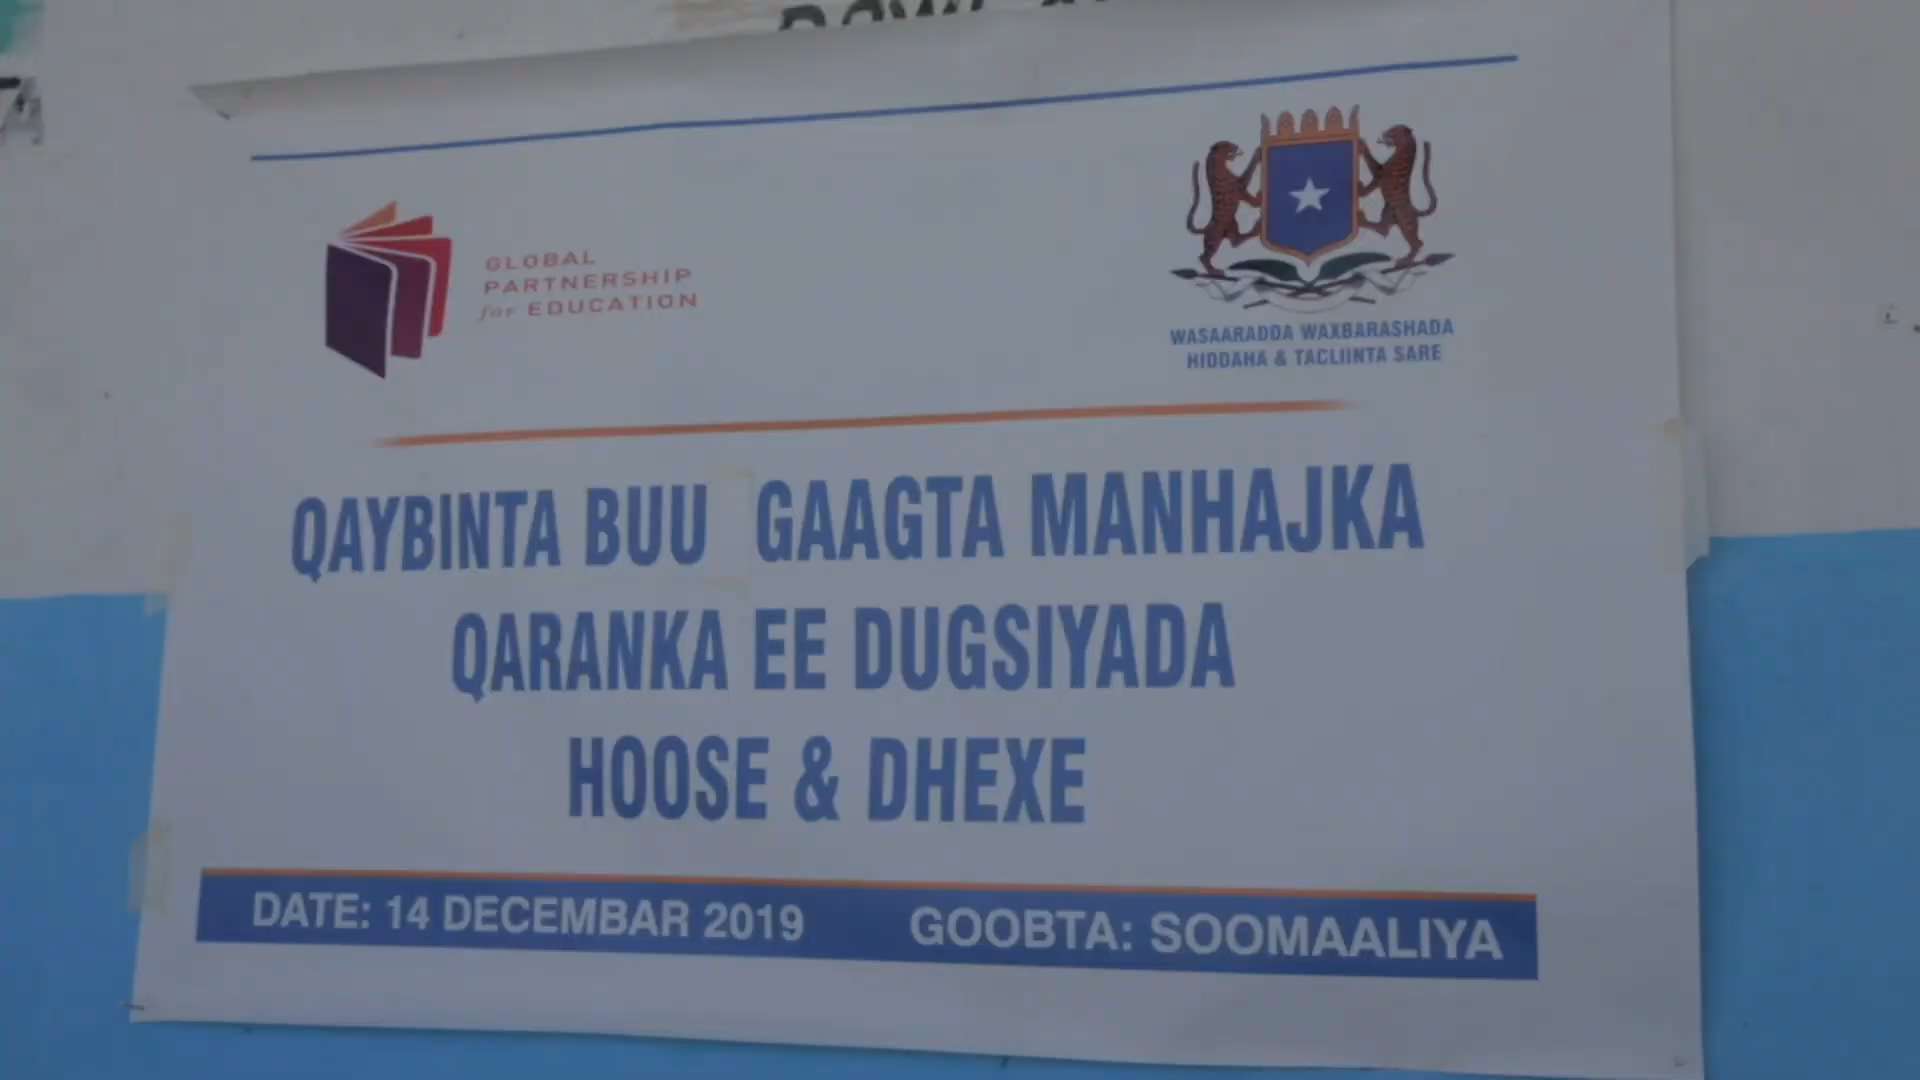 GLOBAL
PARTNERSHIP
for EDUCATION
WASAARADDA WAXBARASHADA
HIDDAHA & TACLIINTA SARE
QAYBINTA BUU GAAGTA MANHAJKA
QARANKA EE DUGSIYADA
HOOSE & DHEXE
DATE: 14 DECEMBAR 2019 GOOBTA: SOOMAALIYA